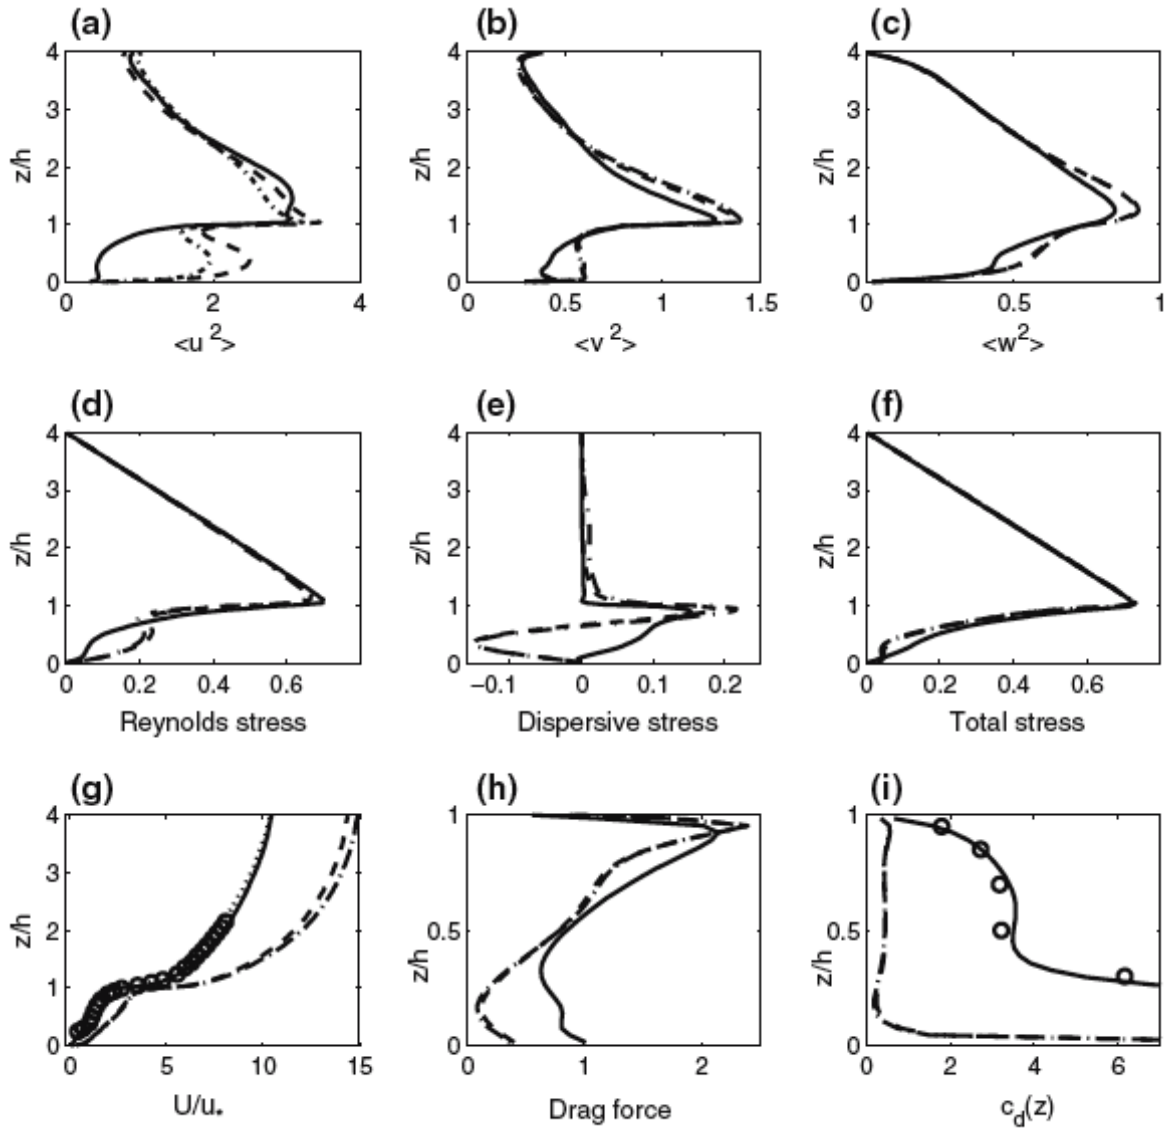 (a) (b) (c)
4 4 4
3 3 3
z/h z/h z/h
2 2 2
1 1 1
0 0 0
0 2 4 0 0.5 1 1.5 0 0.5 1
<u²> <v²> <w²>
(d) (e) (f)
4 4 4
3 3 3
z/h z/h z/h
2 2 2
1 1 1
0 0 0
0 0.2 0.4 0.6 −0.1 0 0.1 0.2 0 0.2 0.4 0.6
Reynolds stress Dispersive stress Total stress
(g) (h) (i)
4 1 1
3
z/h z/h z/h
2 0.5 0.5
1
0 0 0
0 5 10 15 0 1 2 0 2 4 6
U/u* Drag force c_d(z)